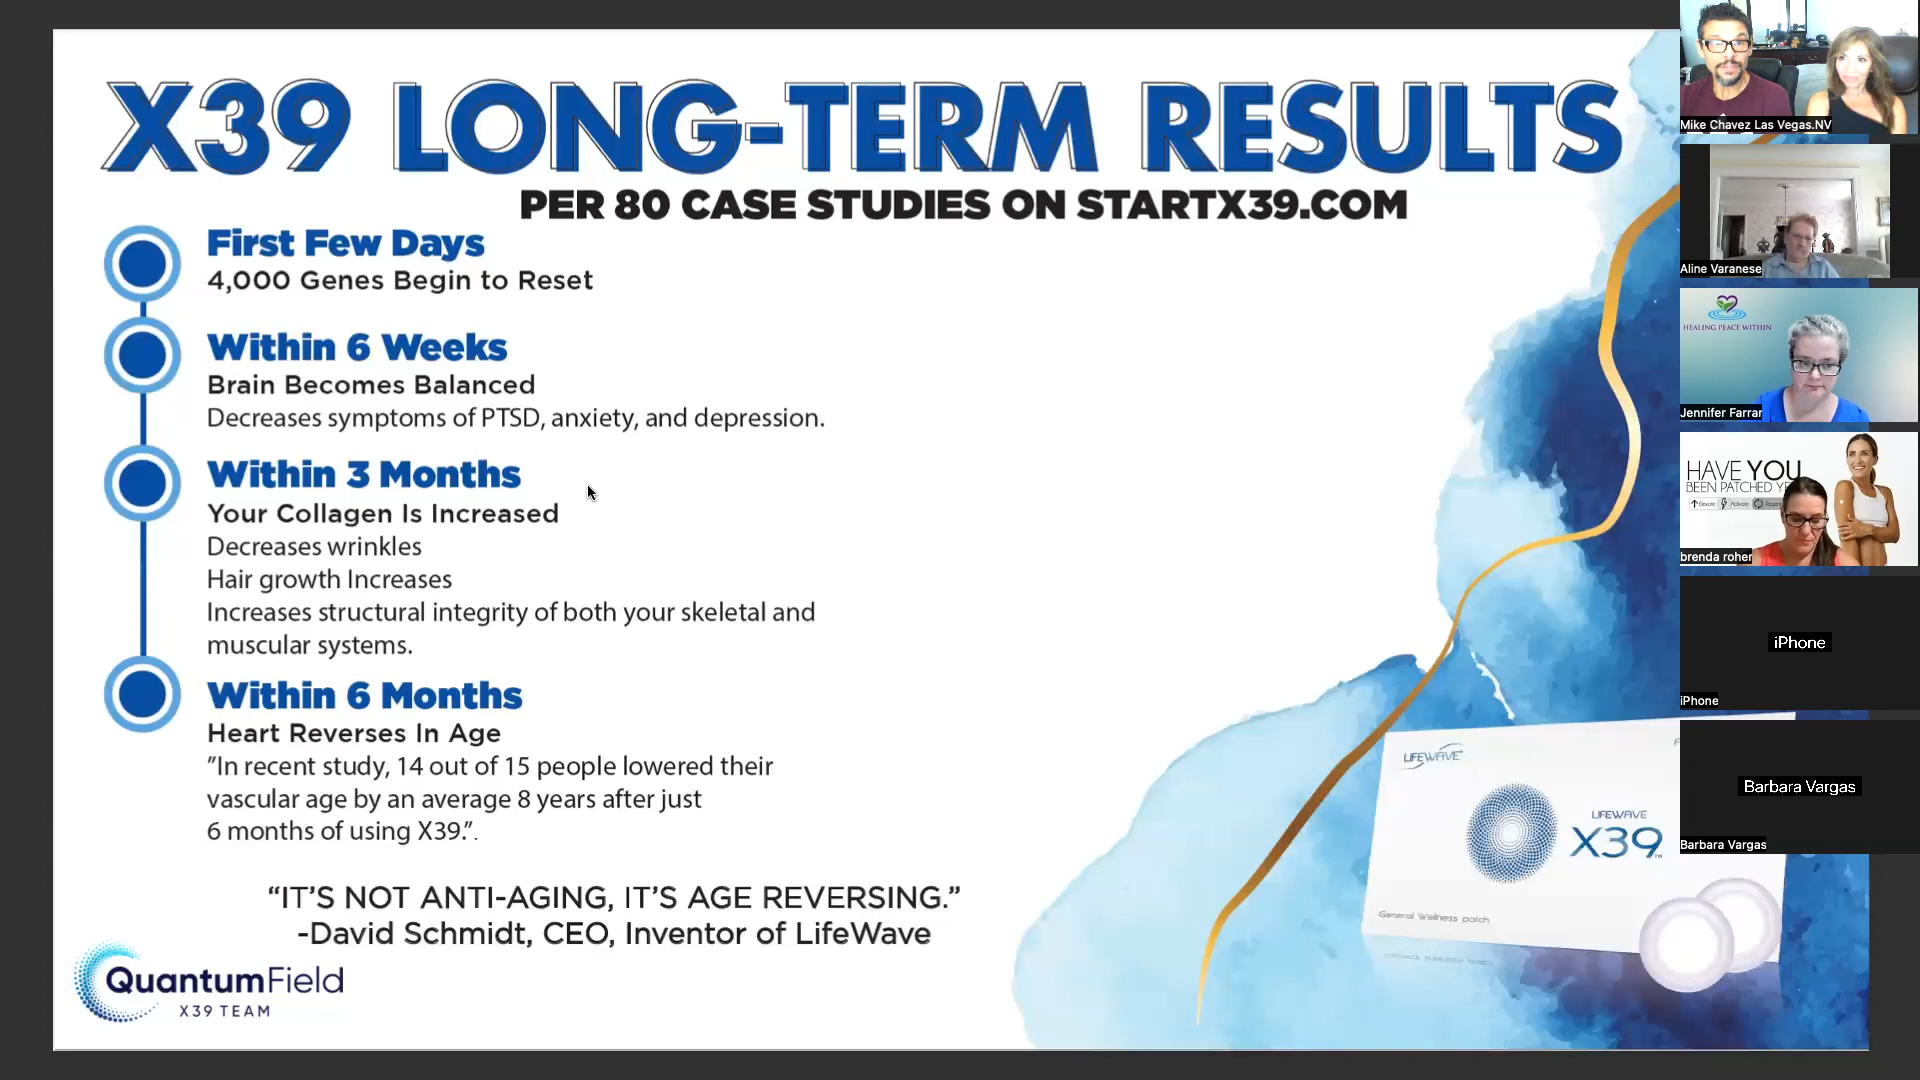 X39 LONG-TERM RESULTS
PER 80 CASE STUDIES ON STARTX39.COM
First Few Days
4,000 Genes Begin to Reset
Within 6 Weeks
Brain Becomes Balanced
Decreases symptoms of PTSD, anxiety, and depression.
Within 3 Months
Your Collagen Is Increased
Decreases wrinkles
Hair growth Increases
Increases structural integrity of both your skeletal and
muscular systems.
Within 6 Months
Heart Reverses In Age
"In recent study, 14 out of 15 people lowered their
vascular age by an average 8 years after just
6 months of using X39.".
“IT’S NOT ANTI-AGING, IT’S AGE REVERSING.”
-David Schmidt, CEO, Inventor of LifeWave
QuantumField
X39 TEAM
LIFEWAVE
LIFEWAVE
X39™
General Wellness patch
Mike Chavez Las Vegas.NV
Aline Varanese
HEALING PEACE WITHIN
Jennifer Farrar
HAVE YOU
BEEN PATCHED
Elevate Activate
brenda roher
iPhone
iPhone
Barbara Vargas
Barbara Vargas